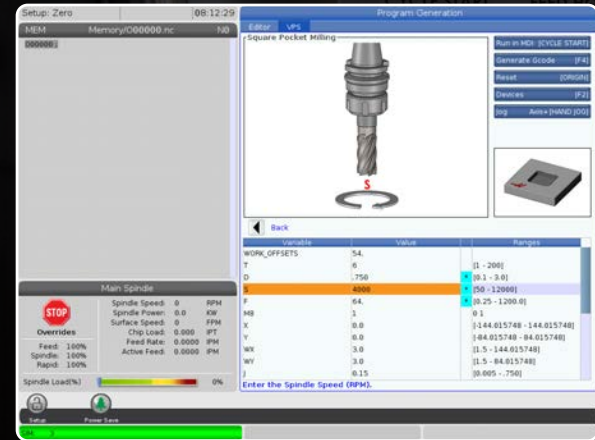 Setup: Zero
08:12:29
Program Generation
MEM
Memory/O00000.nc
N0
O00000;
Editor
VPS
Square Pocket Milling
S
Run in MDI: [CYCLE START]
Generate Gcode [F4]
Reset [ORIGIN]
Devices [F2]
Jog Axis+ [HAND JOG]
Back
Variable Value Ranges
WORK_OFFSETS 54.
T 6 [1 - 200]
D .750 * [0.1 - 3.0]
S 4000 * [50 - 12000]
F 64. * [0.25 - 1200.0]
M8 1 0 1
X 0.0 [-144.015748 - 144.015748]
Y 0.0 [-84.015748 - 84.015748]
WX 3.0 [1.5 - 144.015748]
WY 3.0 [1.5 - 84.015748]
J 0.15 [0.005 - .750]
Enter the Spindle Speed (RPM).
Main Spindle
STOP
Overrides
Feed: 100%
Spindle: 100%
Rapid: 100%
Spindle Speed: 0 RPM
Spindle Power: 0.0 KW
Surface Speed: 0 FPM
Chip Load: 0.000 IPT
Feed Rate: 0.0000 IPM
Active Feed: 0.0000 IPM
Spindle Load(%) 0%
Setup
Power Save